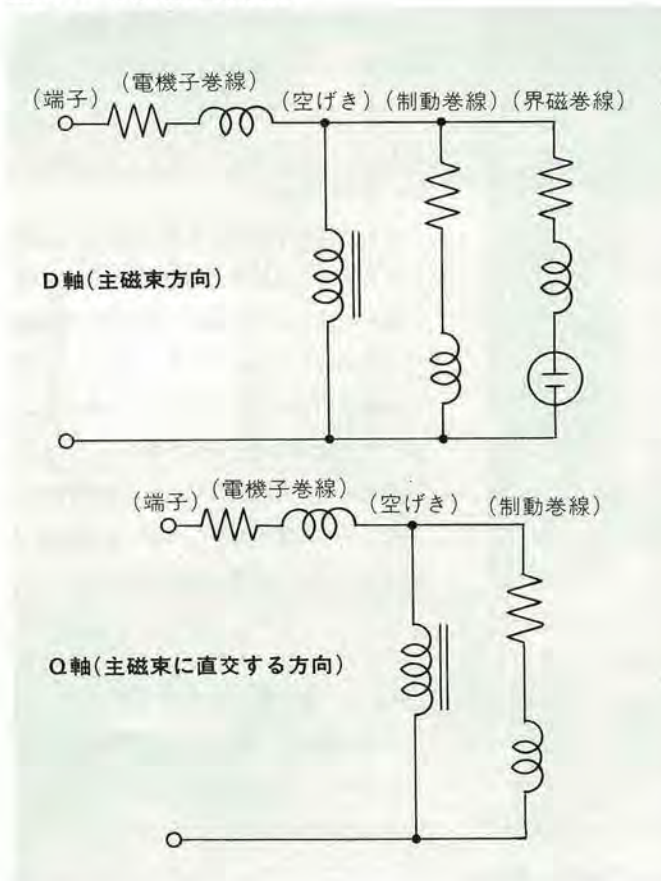 (電機子巻線)
(端子) (空げき) (制動巻線) (界磁巻線)
D軸(主磁束方向)
(端子) (電機子巻線) (空げき) (制動巻線)
Q軸(主磁束に直交する方向)